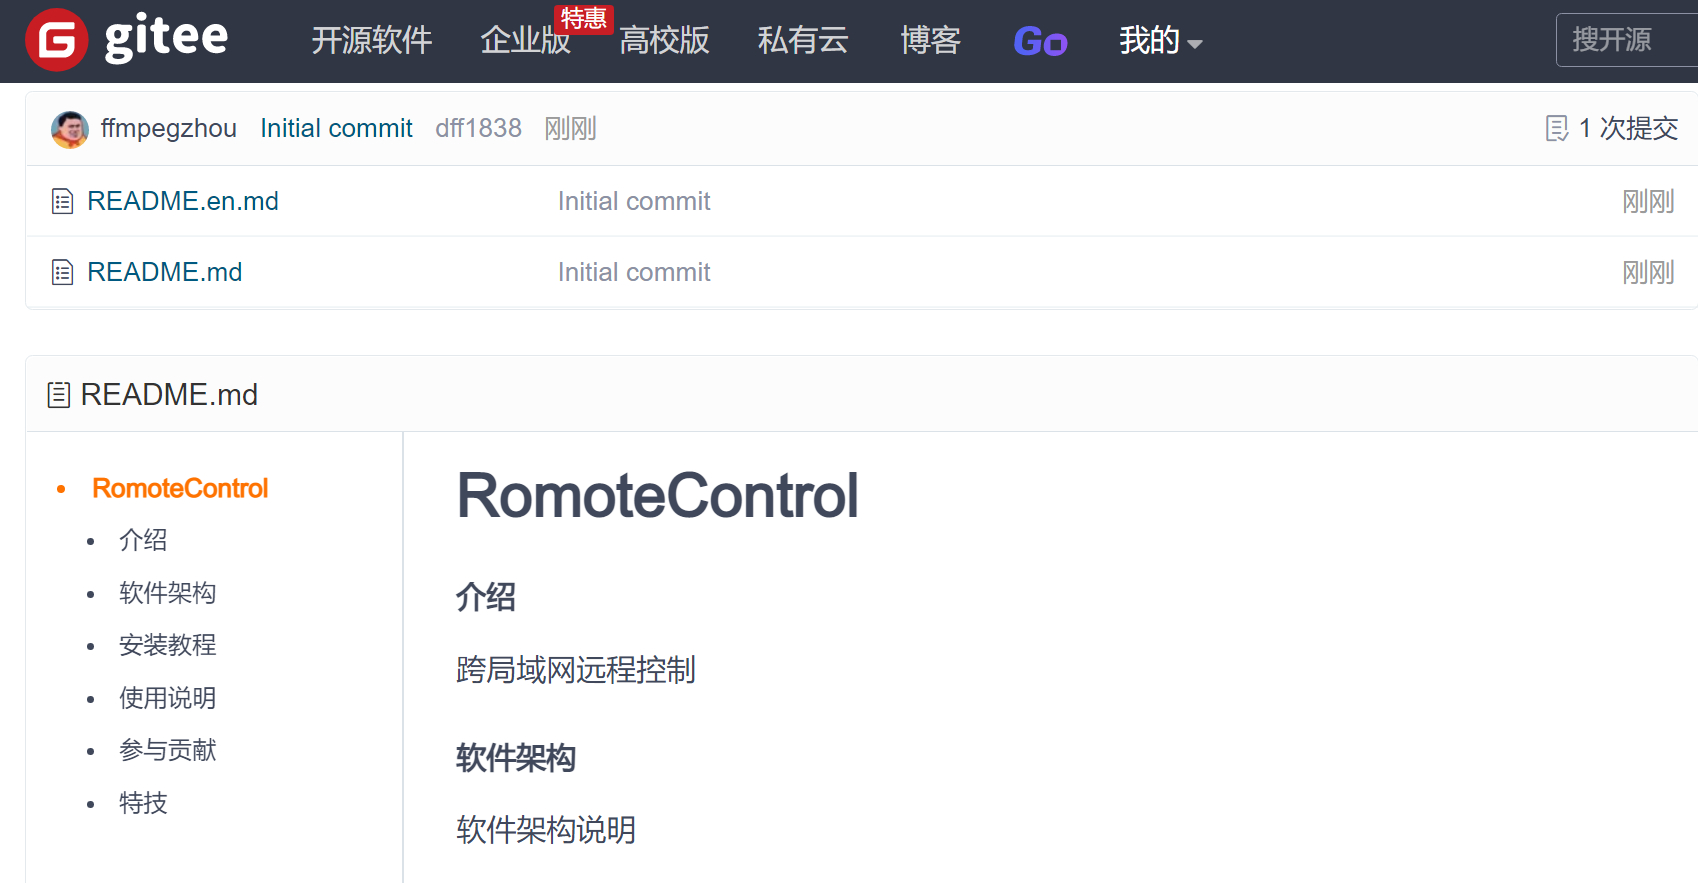 G gitee 开源软件 企业版 特惠 高校版 私有云 博客 Go 我的 搜开源
ffmpegzhou Initial commit dff1838 刚刚 1 次提交
README.en.md Initial commit 刚刚
README.md Initial commit 刚刚
README.md
RomoteControl
介绍
软件架构
安装教程
使用说明
参与贡献
特技
RomoteControl
介绍
跨局域网远程控制
软件架构
软件架构说明